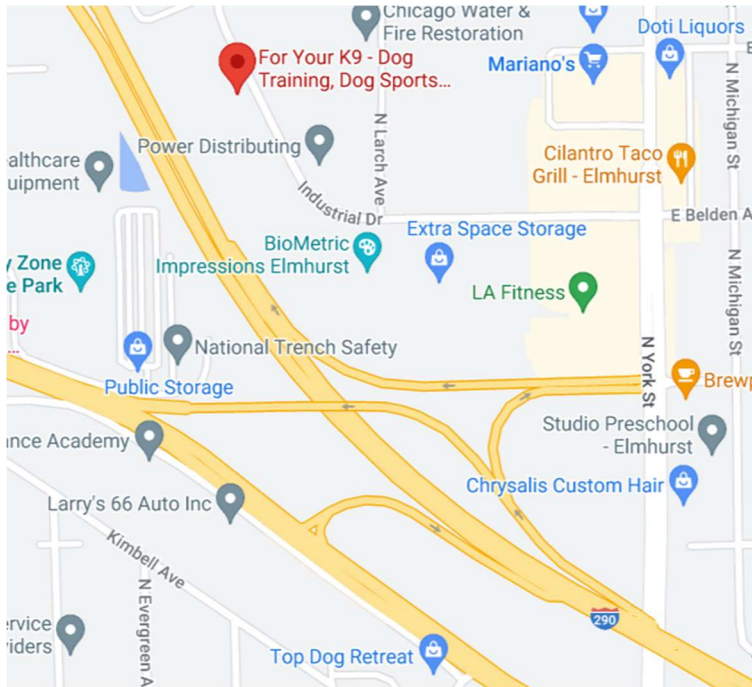 Chicago Water &
Fire Restoration
Doti Liquors
For Your K9 - Dog
Training, Dog Sports...
Mariano's
N Michigan St
N Larch Ave
Power Distributing
Cilantro Taco
Grill - Elmhurst
ealthcare
uipment
Industrial Dr
E Belden A
Extra Space Storage
BioMetric
Impressions Elmhurst
y Zone
e Park
LA Fitness
N Michigan St
by
...
National Trench Safety
N York St
Public Storage
Brewp
Studio Preschool
- Elmhurst
ance Academy
Chrysalis Custom Hair
Larry's 66 Auto Inc
Kimbell Ave
N Evergreen A
290
ervice
viders
Top Dog Retreat